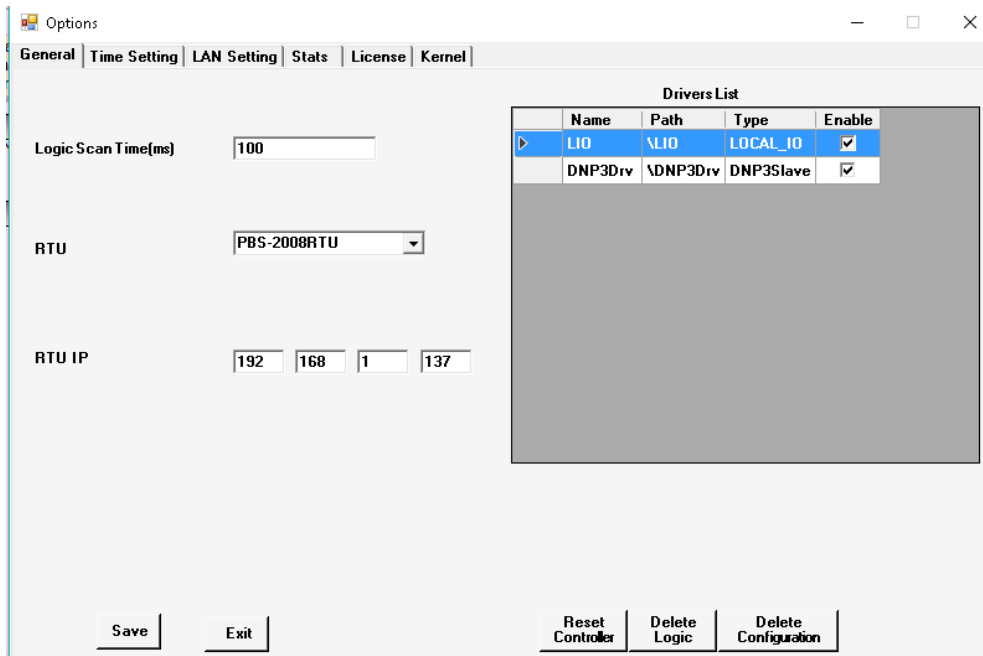 Options
General Time Setting LAN Setting Stats License Kernel
Drivers List
Name Path Type Enable
LIO \LIO LOCAL_IO
DNP3Drv \DNP3Drv DNP3Slave
Logic Scan Time(ms) 100
RTU PBS-2008RTU
RTU IP 192 168 1 137
Save Exit
Reset Controller
Delete Logic
Delete Configuration